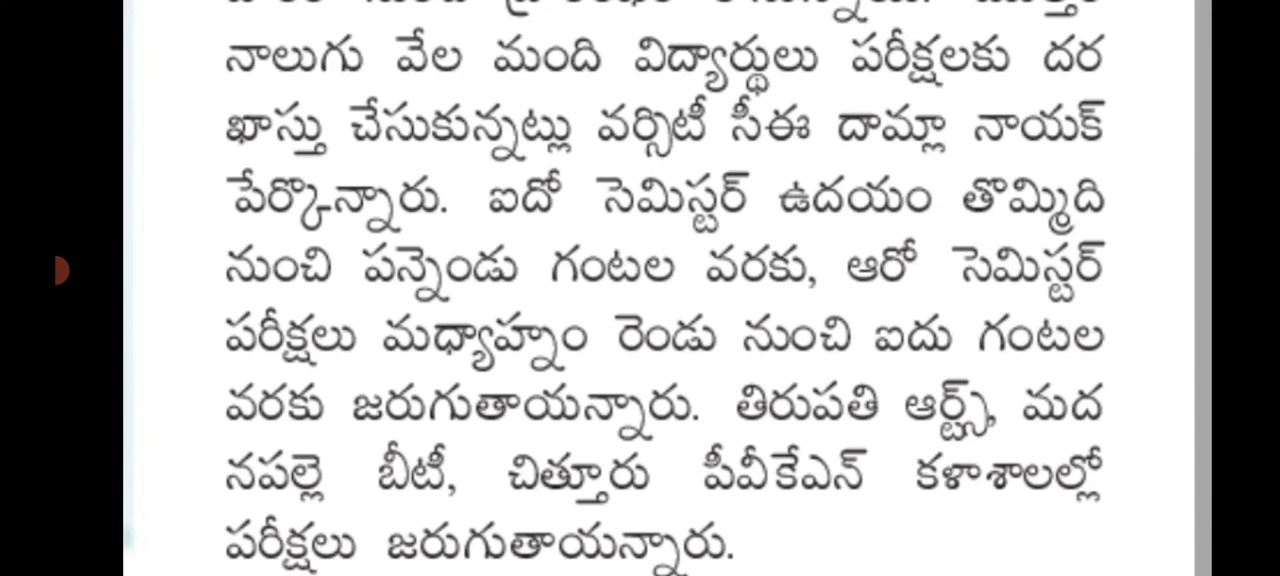 నాలుగు వేల మంది విద్యార్థులు పరీక్షలకు దర
ఖాస్తు చేసుకున్నట్లు వర్సిటీ సీఈ దామ్లా నాయక్
పేర్కొన్నారు. ఐదో సెమిస్టర్ ఉదయం తొమ్మిది
నుంచి పన్నెండు గంటల వరకు, ఆరో సెమిస్టర్
పరీక్షలు మధ్యాహ్నం రెండు నుంచి ఐదు గంటల
వరకు జరుగుతాయన్నారు. తిరుపతి ఆర్ట్స్, మద
నపల్లె బీటీ, చిత్తూరు పీవీకేఎన్ కళాశాలల్లో
పరీక్షలు జరుగుతాయన్నారు.